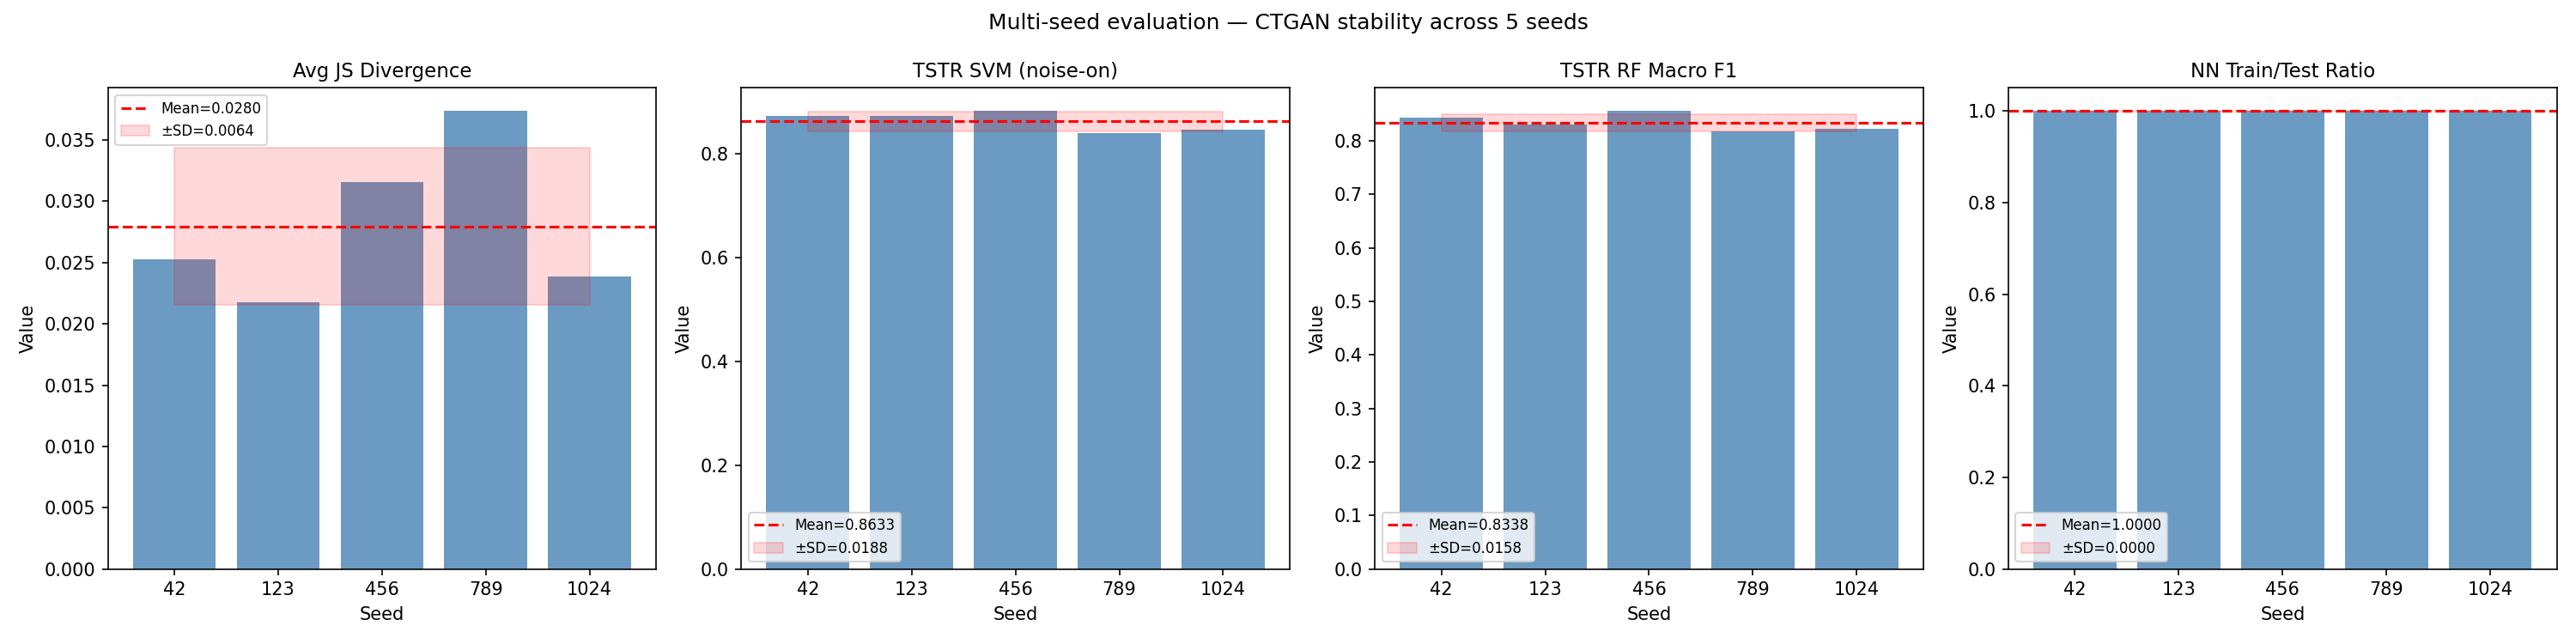 Multi-seed evaluation — CTGAN stability across 5 seeds
Avg JS Divergence
Mean=0.0280
±SD=0.0064
Value
0.035
0.030
0.025
0.020
0.015
0.010
0.005
0.000
42 123 456 789 1024
Seed
TSTR SVM (noise-on)
Value
0.8
0.6
0.4
0.2
0.0
Mean=0.8633
±SD=0.0188
42 123 456 789 1024
Seed
TSTR RF Macro F1
Value
0.8
0.7
0.6
0.5
0.4
0.3
0.2
0.1
0.0
Mean=0.8338
±SD=0.0158
42 123 456 789 1024
Seed
NN Train/Test Ratio
Value
1.0
0.8
0.6
0.4
0.2
0.0
Mean=1.0000
±SD=0.0000
42 123 456 789 1024
Seed